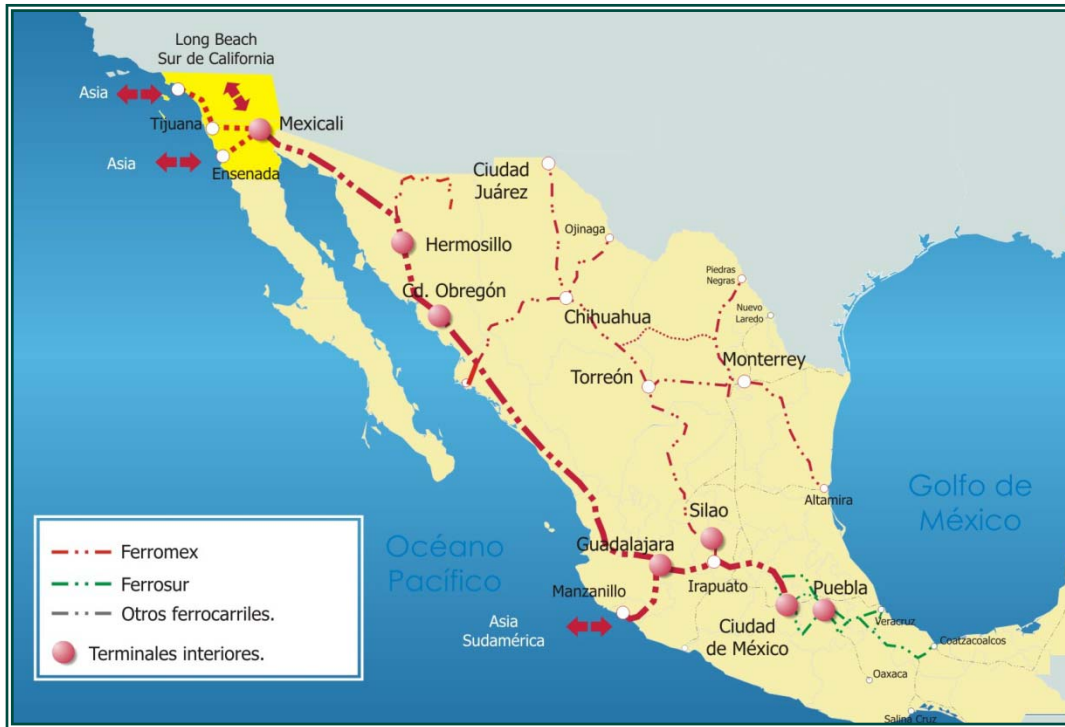 Long Beach
Sur de California
Asia
Tijuana
Mexicali
Asia
Ensenada
Ciudad
Juárez
Ojinaga
Hermosillo
Piedras
Negras
Cd. Obregón
Chihuahua
Nuevo
Laredo
Torreón
Monterrey
Altamira
Golfo de
México
Silao
Océano
Pacífico
Guadalajara
Irapuato
Manzanillo
Puebla
Veracruz
Asia
Sudamérica
Ciudad
de México
Coatzacoalcos
Oaxaca
Salina Cruz
Ferromex
Ferrosur
Otros ferrocarriles.
Terminales interiores.